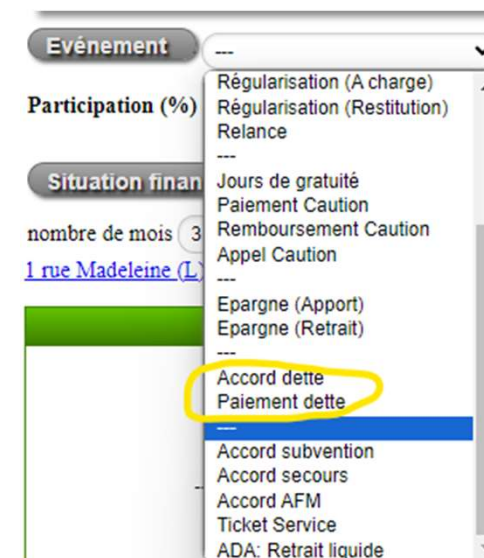 Evénement ---
Régularisation (A charge)
Participation (%) Régularisation (Restitution)
Relance
---
Situation finan Jours de gratuité
Paiement Caution
nombre de mois 3 Remboursement Caution
Appel Caution
1 rue Madeleine (L)
---
Epargne (Apport)
Epargne (Retrait)
---
Accord dette
Paiement dette
---
Accord subvention
Accord secours
Accord AFM
Ticket Service
ADA: Retrait liquide